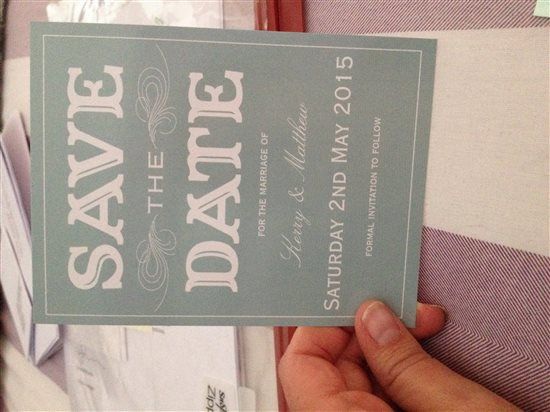 SAVE
THE
DATE
FOR THE MARRIAGE OF
Kerry & Matthew
SATURDAY 2ND MAY 2015
FORMAL INVITATION TO FOLLOW